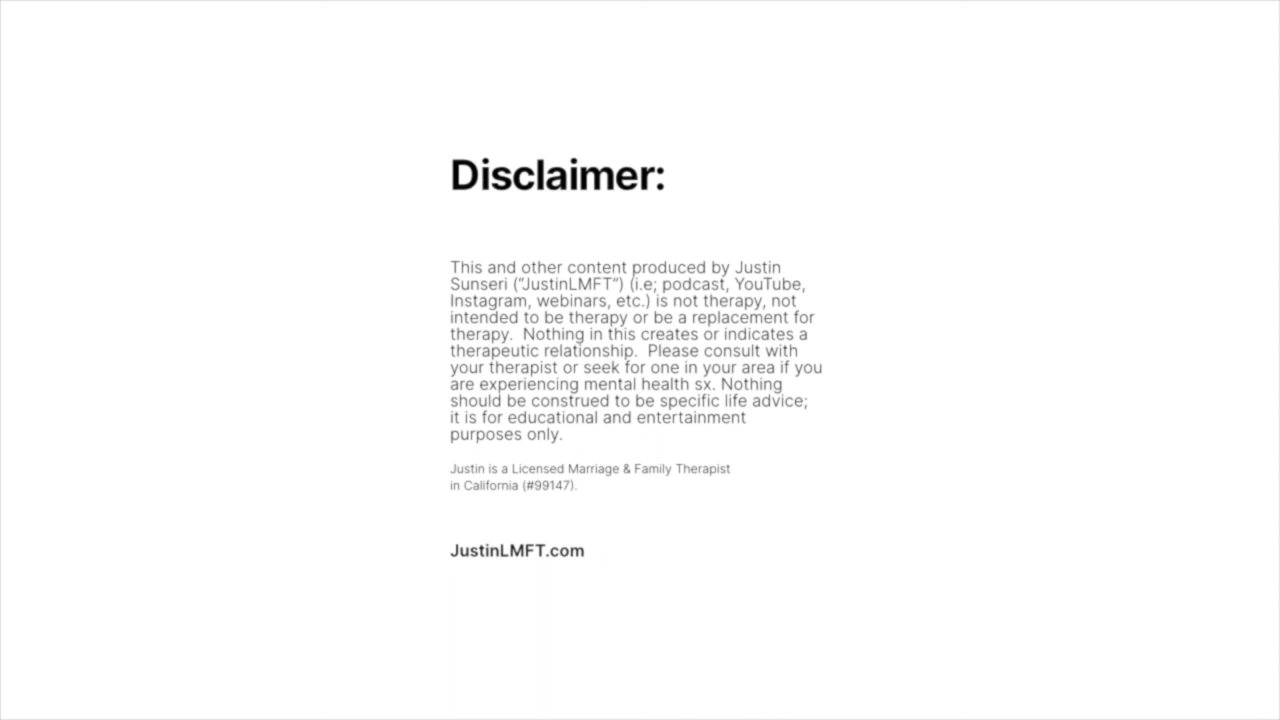 Disclaimer:
This and other content produced by Justin
Sunseri (“JustinLMFT”) (i.e; podcast, YouTube,
Instagram, webinars, etc.) is not therapy, not
intended to be therapy or be a replacement for
therapy.  Nothing in this creates or indicates a
therapeutic relationship.  Please consult with
your therapist or seek for one in your area if you
are experiencing mental health sx. Nothing
should be construed to be specific life advice;
it is for educational and entertainment
purposes only.
Justin is a Licensed Marriage & Family Therapist
in California (#99147).
JustinLMFT.com